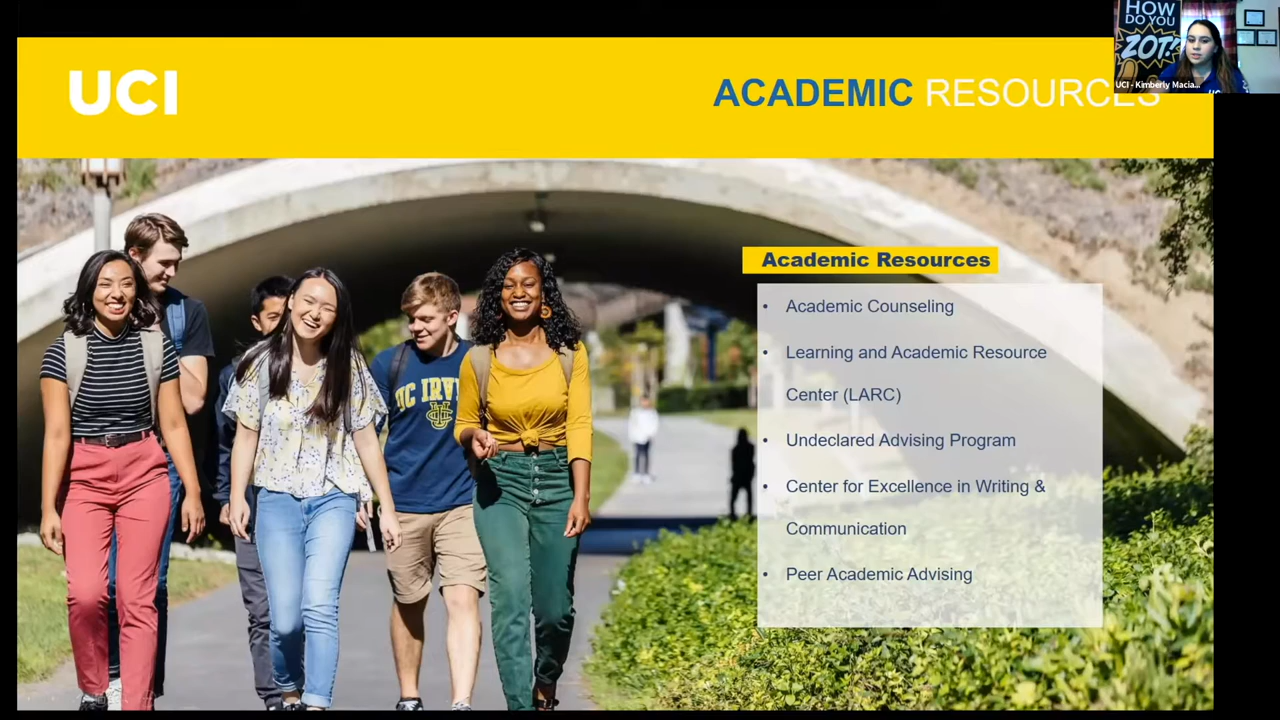 HOW
DO YOU
ZOT!
UCI - Kimberly Macia...
UCI
ACADEMIC RESOURCES
Academic Resources
• Academic Counseling
• Learning and Academic Resource
Center (LARC)
• Undeclared Advising Program
• Center for Excellence in Writing &
Communication
• Peer Academic Advising
UC IRVI